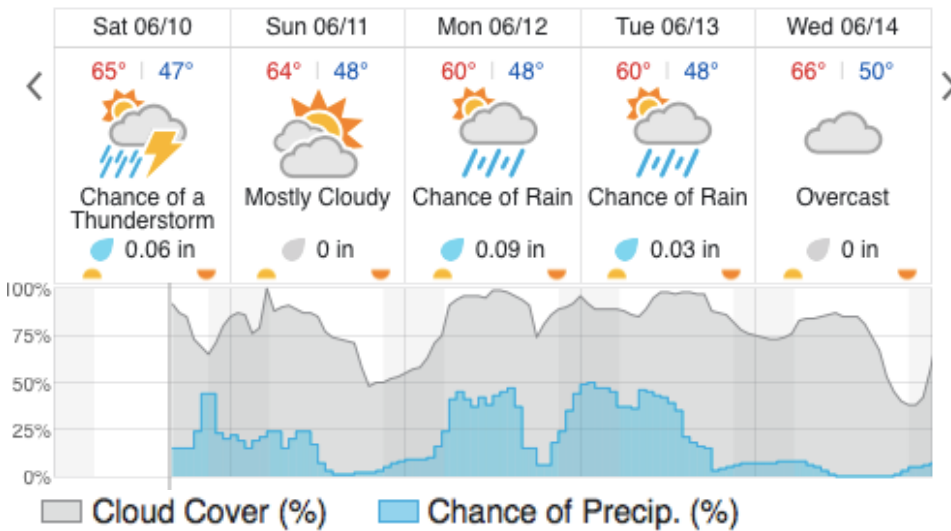 Sat 06/10 Sun 06/11 Mon 06/12 Tue 06/13 Wed 06/14
65° | 47° 64° | 48° 60° | 48° 60° | 48° 66° | 50°
Chance of a Thunderstorm Mostly Cloudy Chance of Rain Chance of Rain Overcast
0.06 in 0 in 0.09 in 0.03 in 0 in
100%
75%
50%
25%
0%
Cloud Cover (%) Chance of Precip. (%)